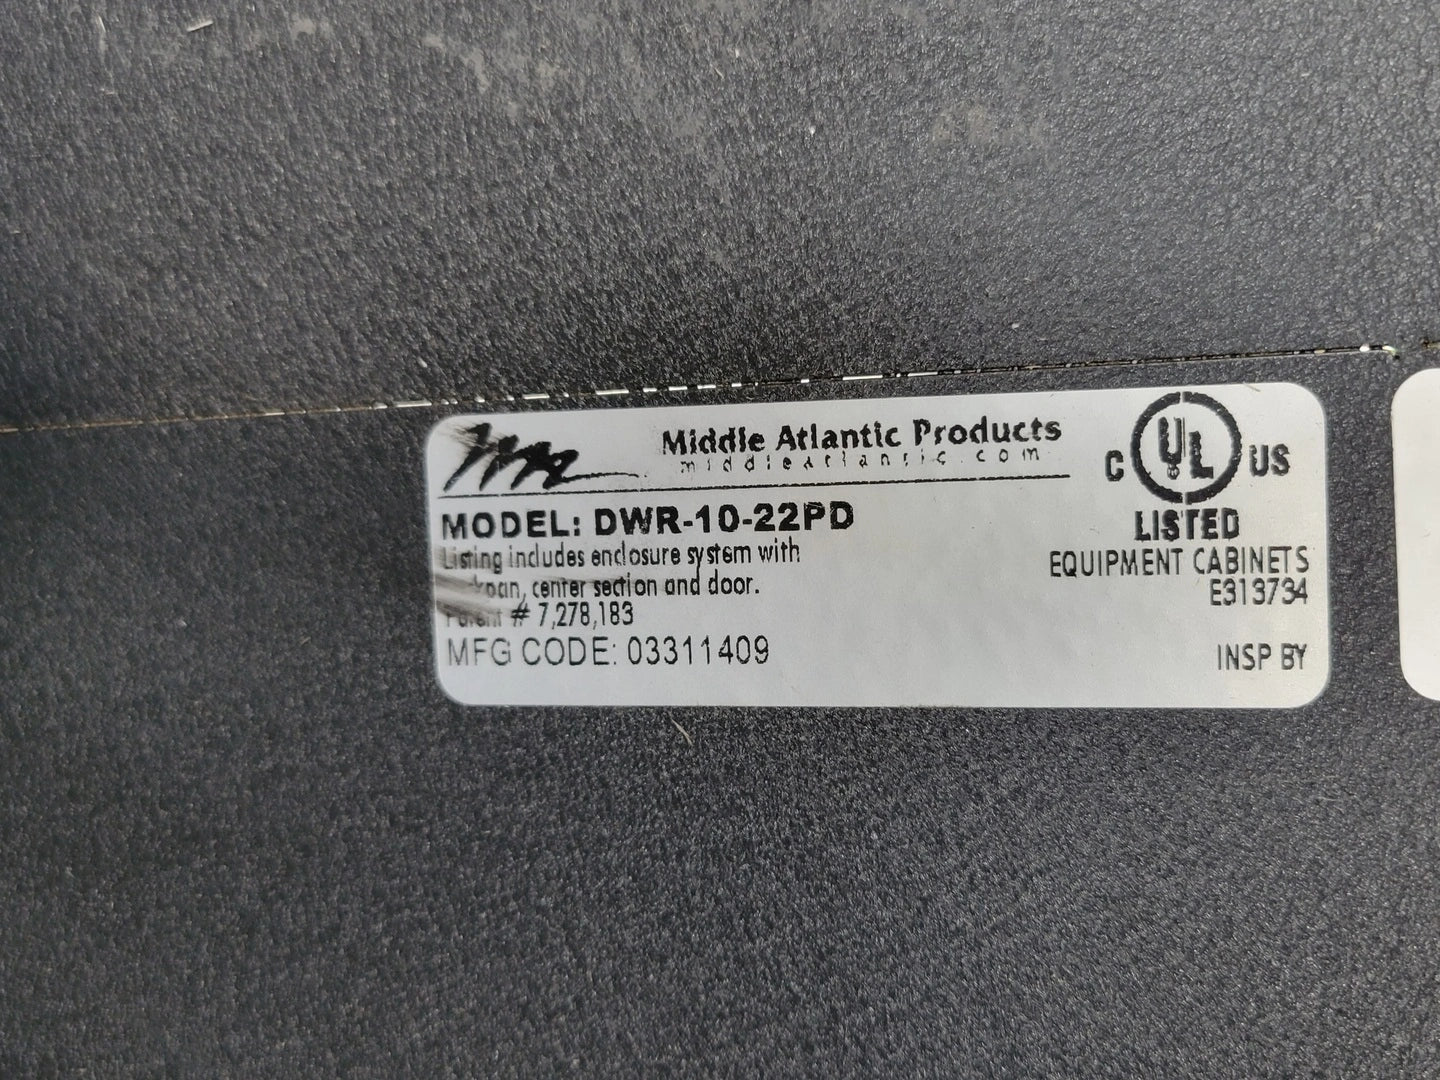 Middle Atlantic Products
middleatlantic.com
C UL US
LISTED
MODEL: DWR-10-22PD
Listing includes enclosure system with
center section and door.
Patent # 7,278,183
MFG CODE: 03311409
EQUIPMENT CABINETS
E313734
INSP BY